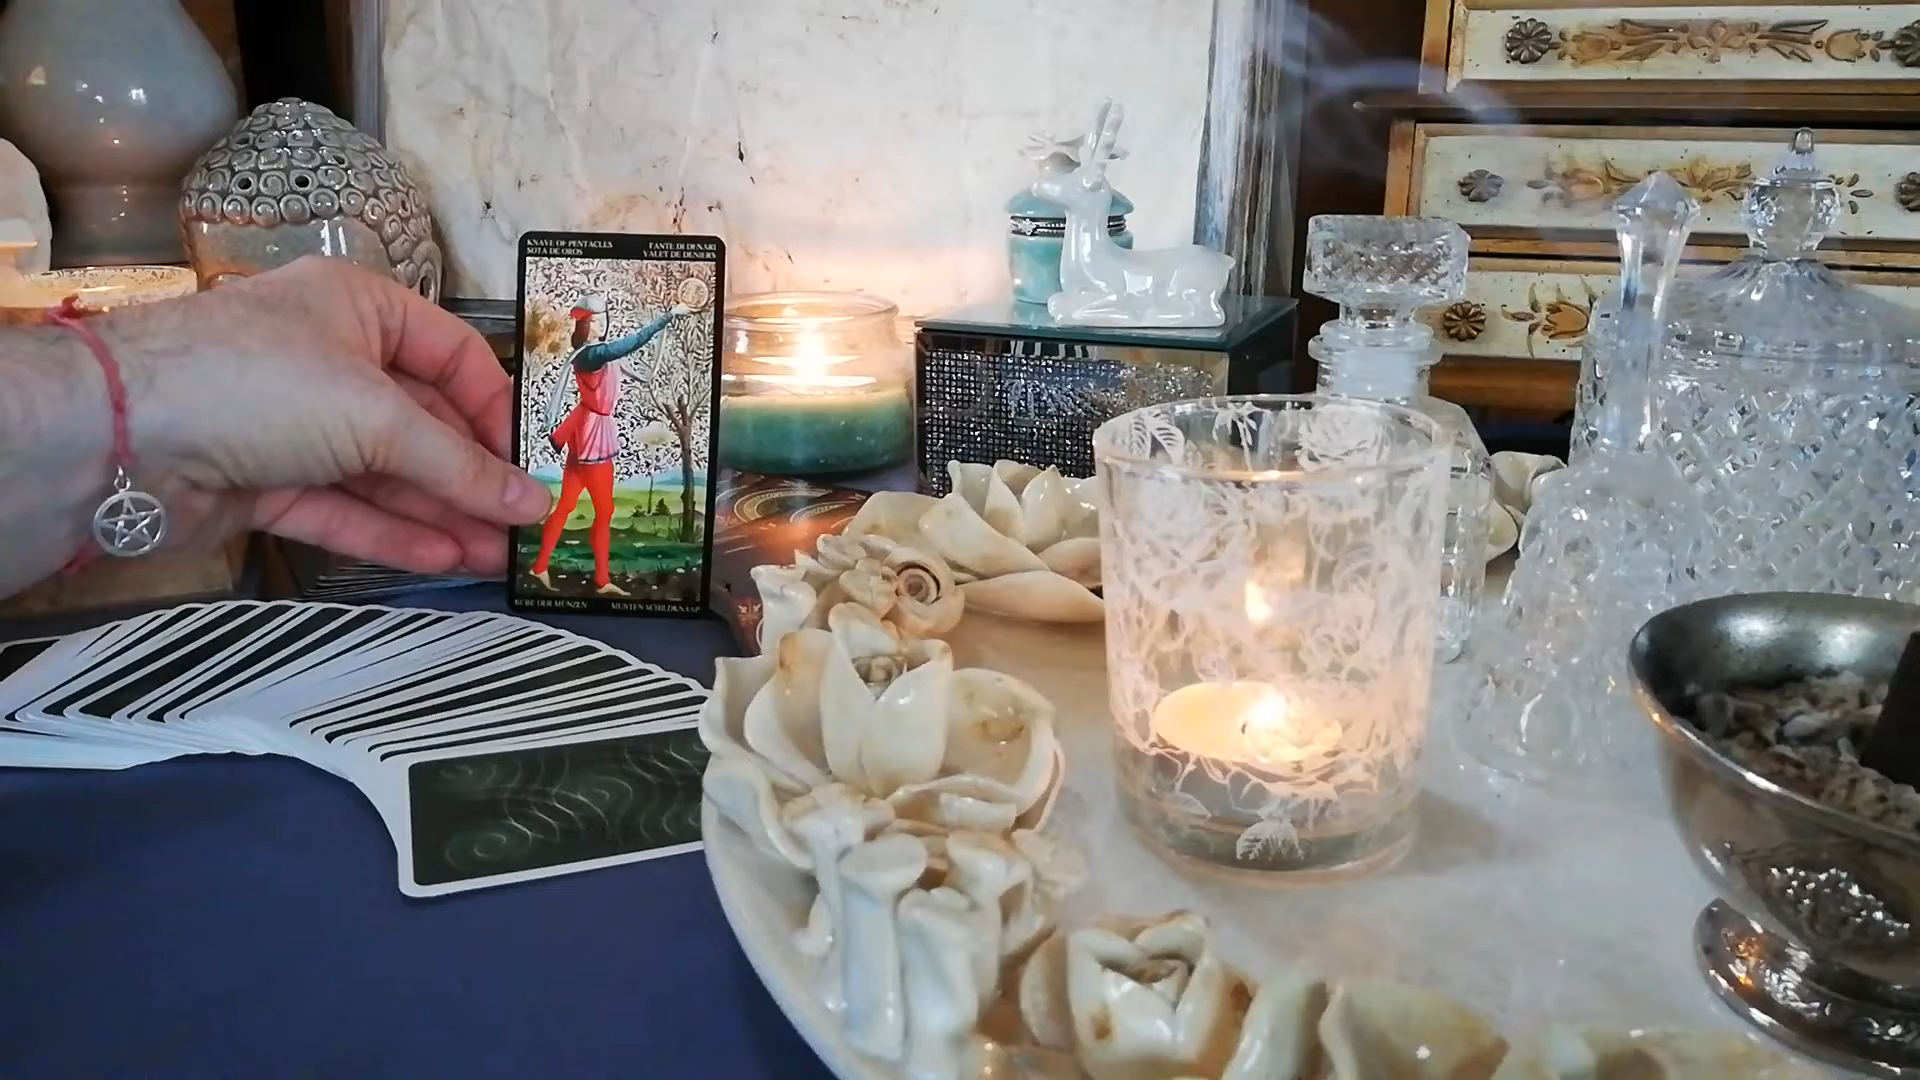 KNAVE OF PENTACLES
SOTA DE OROS
FANTE DI DENARI
VALET DE DENIERS
BUBE DER MÜNZEN
MUNTEN SCHILDKNAAP